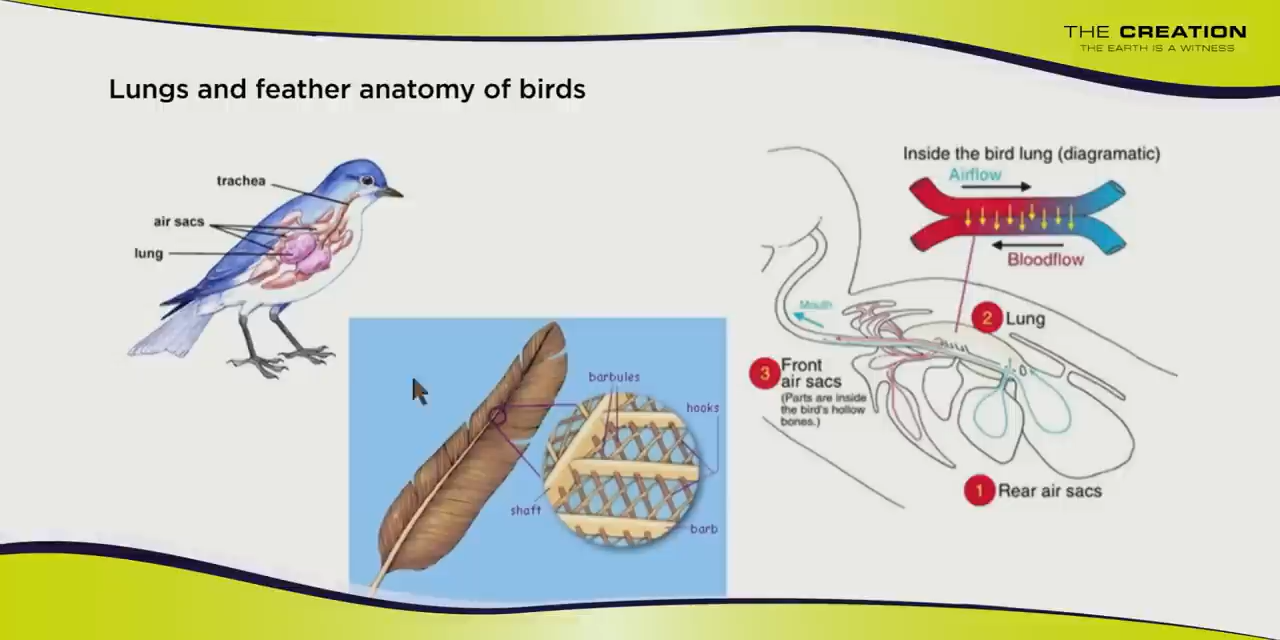 THE CREATION
THE EARTH IS A WITNESS
Lungs and feather anatomy of birds
trachea
air sacs
lung
barbules
hooks
shaft
barb
Inside the bird lung (diagramatic)
Airflow
Bloodflow
Mouth
2 Lung
3 Front
air sacs
(Parts are inside
the bird's hollow
bones.)
1 Rear air sacs